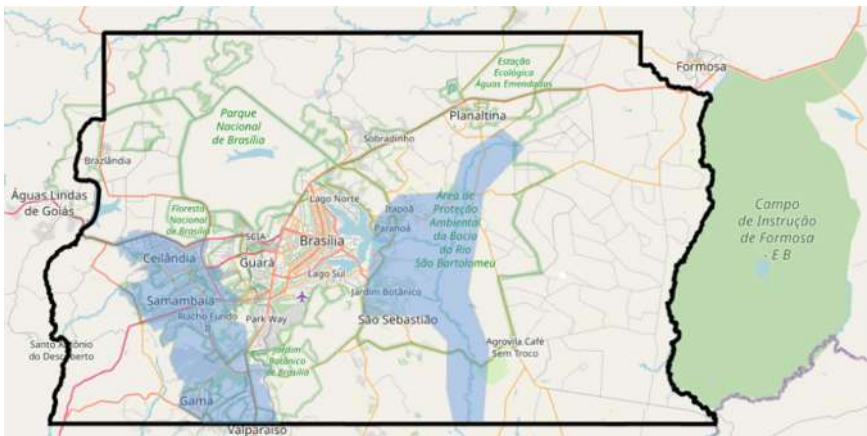 Formosa
Estação
Ecológica
Águas Emendadas
Planaltina
Parque
Nacional
de Brasília
Sobradinho
Brazlândia
Águas Lindas
de Goiás
Lago Norte
Floresta
Nacional
de Brasília
Itapoã
Paranoá
Área de
Proteção
Ambiental
da Bacia
do Rio
São Bartolomeu
Campo
de Instrução
de Formosa
- E B
Brasília
SCIA
Guará
Ceilândia
Lago Sul
Samambaia
Jardim Botânico
Riacho Fundo
II
Park Way
São Sebastião
Santo Antônio
do Descoberto
Jardim
Botânico
de Brasília
Agrovila Café
Sem Troco
Gama
Valparaíso